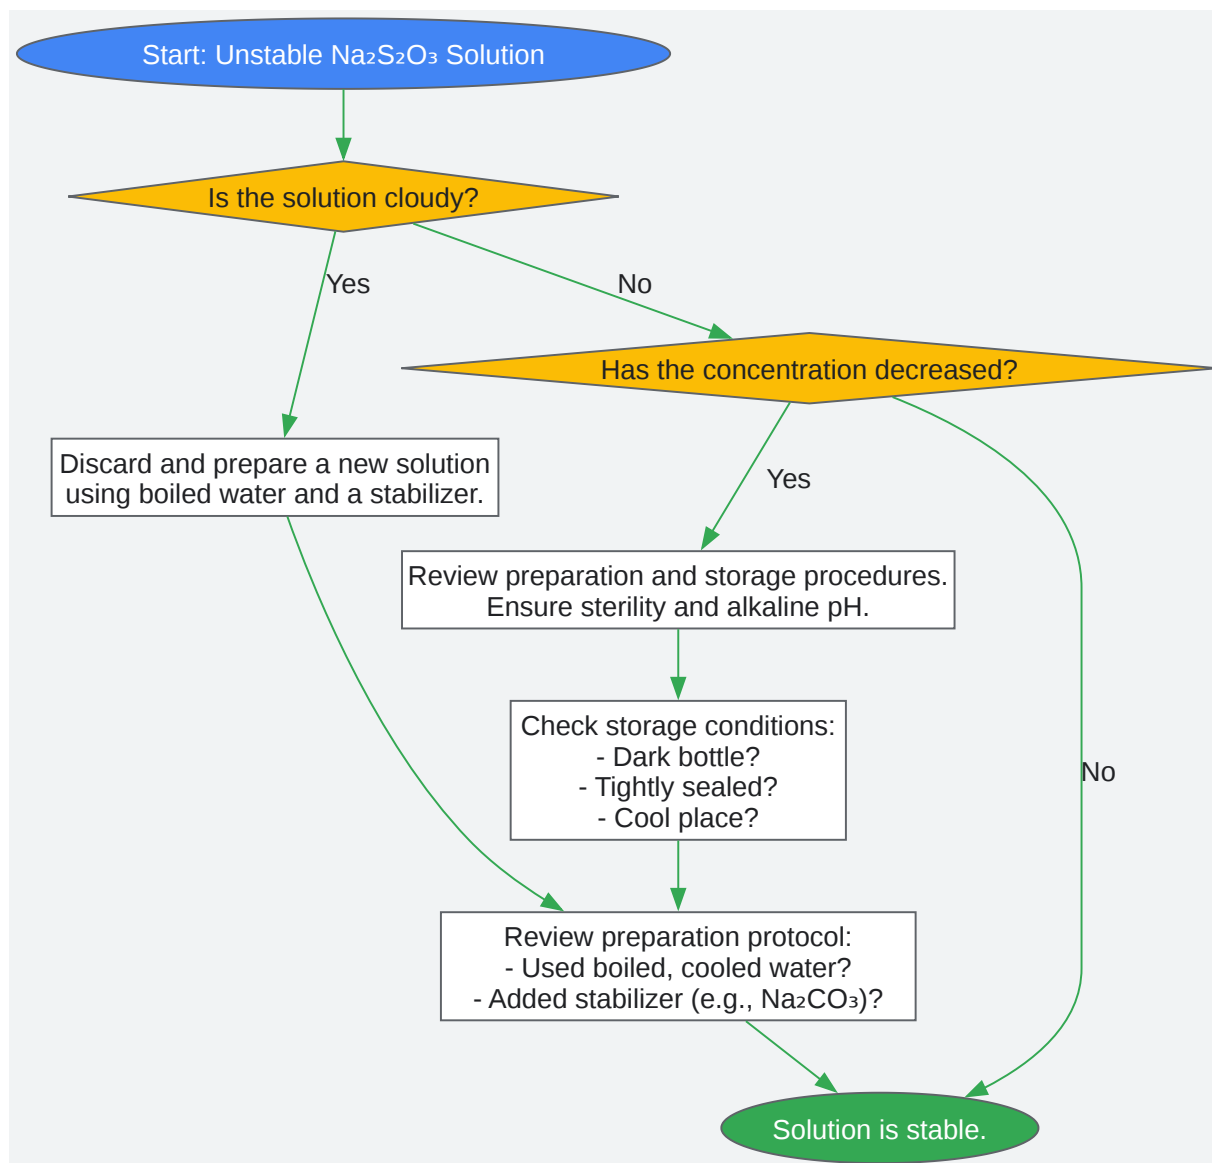 Start: Unstable Na₂S₂O₃ Solution
Is the solution cloudy?
Yes
No
Has the concentration decreased?
Discard and prepare a new solution
using boiled water and a stabilizer.
Yes
Review preparation and storage procedures.
Ensure sterility and alkaline pH.
Check storage conditions:
- Dark bottle?
- Tightly sealed?
- Cool place?
No
Review preparation protocol:
- Used boiled, cooled water?
- Added stabilizer (e.g., Na₂CO₃)?
Solution is stable.